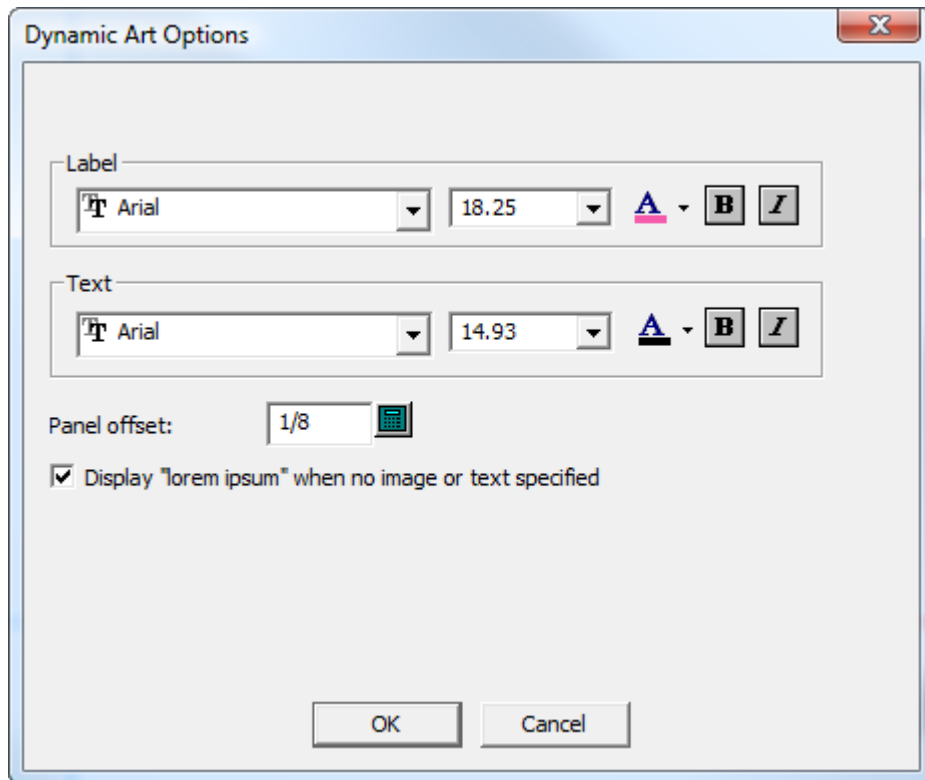 Dynamic Art Options
Label
Arial 18.25 A B I
Text
Arial 14.93 A B I
Panel offset: 1/8
Display "lorem ipsum" when no image or text specified
OK Cancel